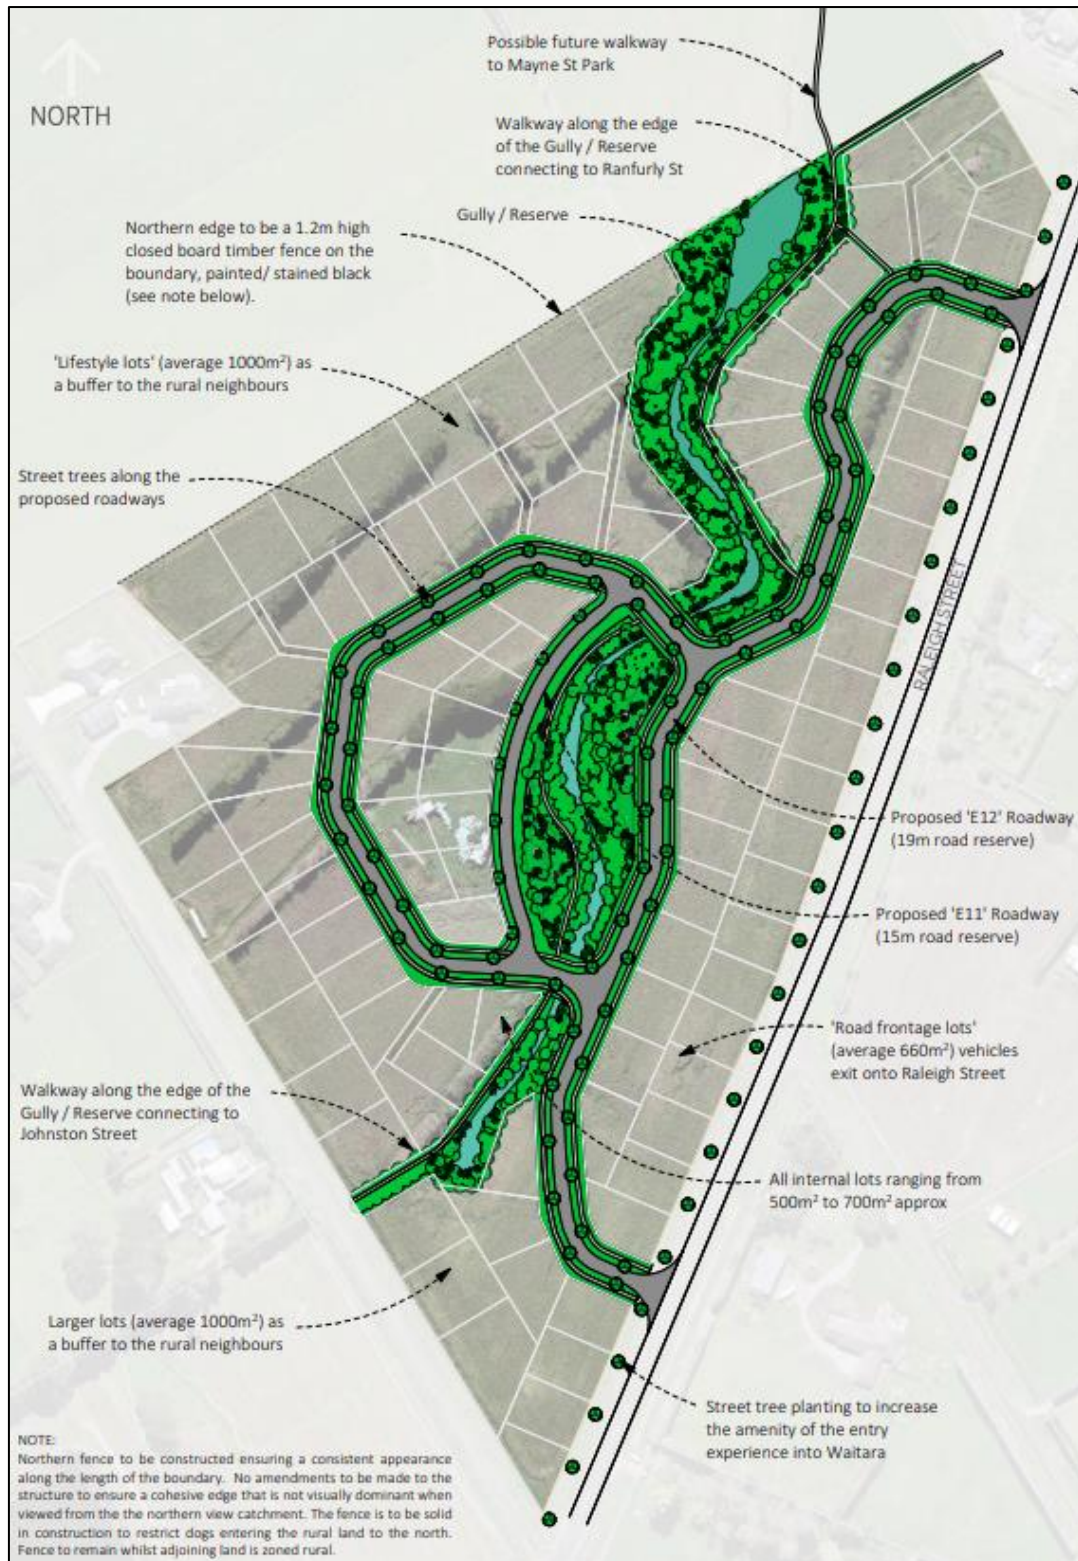 NORTH
Possible future walkway
to Mayne St Park
Walkway along the edge
of the Gully / Reserve
connecting to Ranfurly St
Gully / Reserve
Northern edge to be a 1.2m high
closed board timber fence on the
boundary, painted/ stained black
(see note below).
'Lifestyle lots' (average 1000m²) as
a buffer to the rural neighbours
Street trees along the
proposed roadways
RALEIGH STREET
Proposed 'E12' Roadway
(19m road reserve)
Proposed 'E11' Roadway
(15m road reserve)
'Road frontage lots'
(average 660m²) vehicles
exit onto Raleigh Street
Walkway along the edge of the
Gully / Reserve connecting to
Johnston Street
All internal lots ranging from
500m² to 700m² approx
Larger lots (average 1000m²) as
a buffer to the rural neighbours
Street tree planting to increase
the amenity of the entry
experience into Waitara
NOTE:
Northern fence to be constructed ensuring a consistent appearance
along the length of the boundary. No amendments to be made to the
structure to ensure a cohesive edge that is not visually dominant when
viewed from the the northern view catchment. The fence is to be solid
in construction to restrict dogs entering the rural land to the north.
Fence to remain whilst adjoining land is zoned rural.